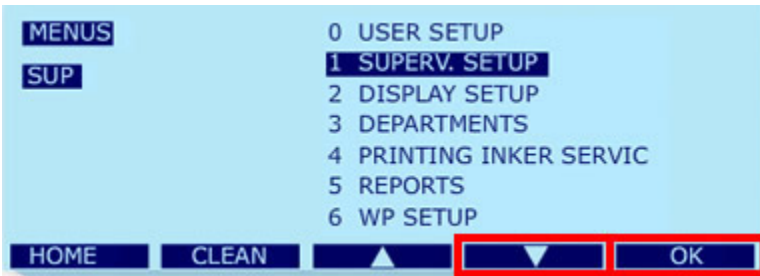 MENUS
SUP
0 USER SETUP
1 SUPERV. SETUP
2 DISPLAY SETUP
3 DEPARTMENTS
4 PRINTING INKER SERVIC
5 REPORTS
6 WP SETUP
HOME CLEAN ▲ ▼ OK